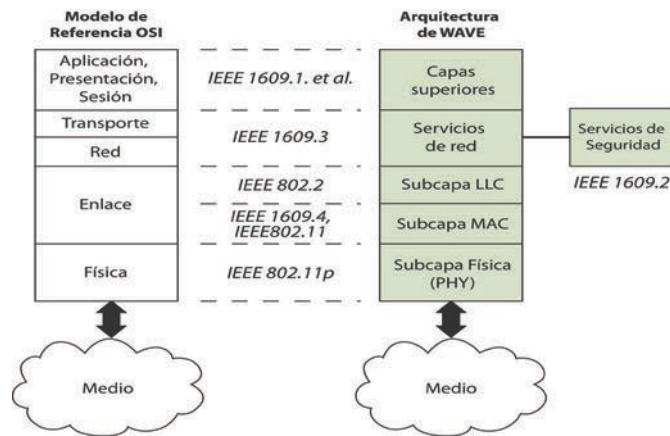 Modelo de
Referencia OSI
Aplicación,
Presentación,
Sesión
Transporte
Red
Enlace
Física
Medio
IEEE 1609.1. et al.
IEEE 1609.3
IEEE 802.2
IEEE 1609.4,
IEEE802.11
IEEE 802.11p
Arquitectura
de WAVE
Capas
superiores
Servicios
de red
Subcapa LLC
Subcapa MAC
Subcapa Física
(PHY)
Medio
Servicios de
Seguridad
IEEE 1609.2